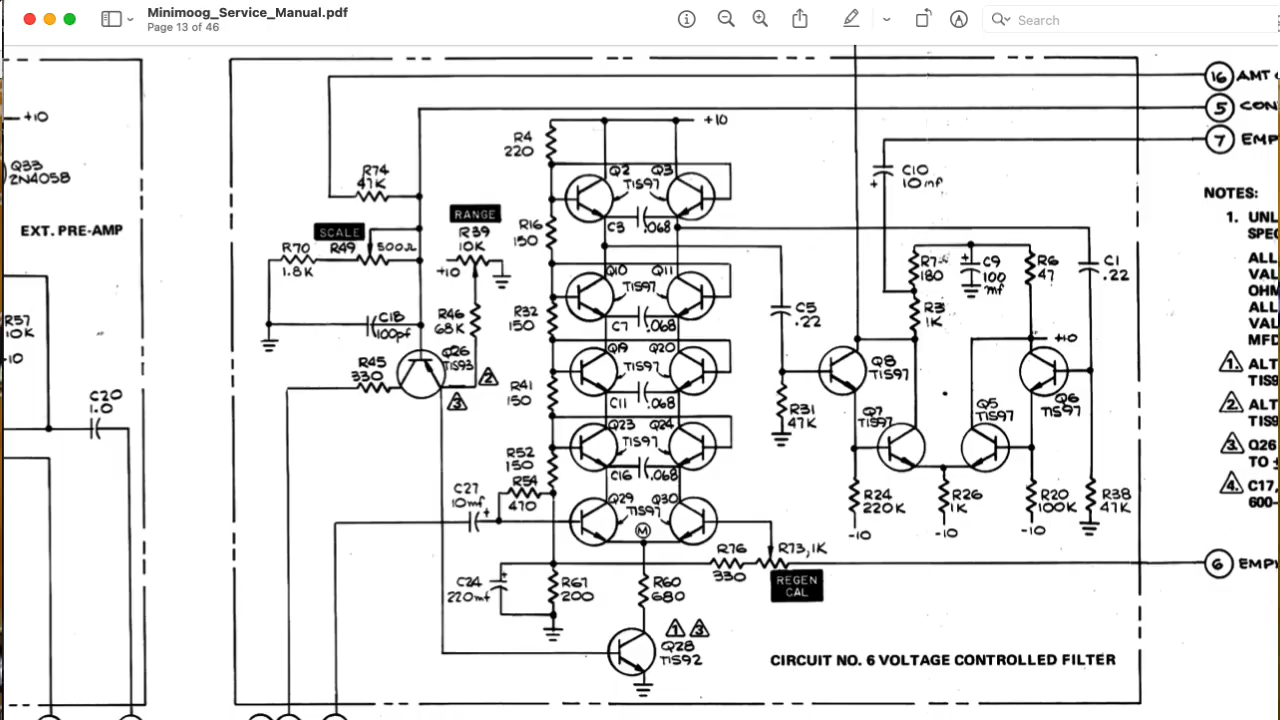 Minimoog_Service_Manual.pdf
Page 13 of 46
Search
+10
Q33
2N4058
EXT. PRE-AMP
R57
10K
+10
C20
1.0
R74
47K
SCALE
R49
500Ω
R70
1.8K
RANGE
R39
10K
+10
C18
100pf
R46
68K
Q26
TIS93
2
3
R45
330
R4
220
+10
Q2
Q3
TIS97
C3
.068
R16
150
Q10
Q11
TIS97
C7
.068
R32
150
Q19
Q20
TIS97
C11
.068
R41
150
Q23
Q24
TIS97
C16
.068
R52
150
R54
470
C27
10mf
+
Q29
Q30
TIS97
M
C24
220mf
+
R67
200
R60
680
R76
330
R73, 1K
REGEN
CAL
1
3
Q28
TIS92
C5
.22
R31
47K
Q8
TIS97
Q7
TIS97
Q5
TIS97
Q6
TIS97
+10
C10
10mf
+
R7
180
R3
1K
C9
100
mf
+
R6
47
C1
.22
R24
220K
-10
R26
1K
-10
R20
100K
-10
R38
47K
CIRCUIT NO. 6 VOLTAGE CONTROLLED FILTER
16
AMT
5
CON
7
EMP
6
EMP
NOTES:
1. UNL
SPE
ALL
VAL
OHM
ALL
VAL
MFD
1. ALT
TIS9
2. ALT
TIS9
3. Q26
TO ±
4. C17,
600-